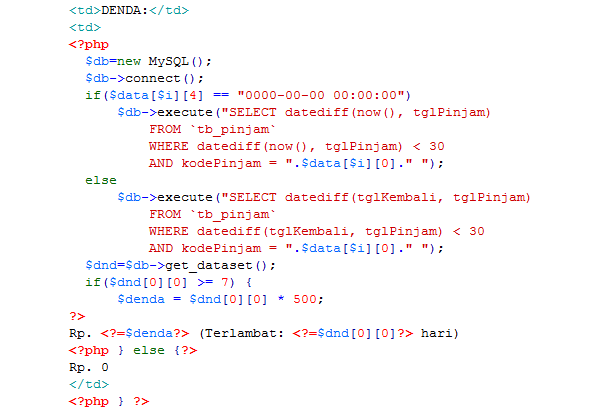 <td>DENDA:</td>
<td>
<?php
$db=new MySQL();
$db->connect();
if($data[$i][4] == "0000-00-00 00:00:00")
$db->execute("SELECT datediff(now(), tglPinjam)
FROM `tb_pinjam`
WHERE datediff(now(), tglPinjam) < 30
AND kodePinjam = ".$data[$i][0]." ");
else
$db->execute("SELECT datediff(tglKembali, tglPinjam)
FROM `tb_pinjam`
WHERE datediff(tglKembali, tglPinjam) < 30
AND kodePinjam = ".$data[$i][0]." ");
$dnd=$db->get_dataset();
if($dnd[0][0] >= 7) {
$denda = $dnd[0][0] * 500;
?>
Rp. <?=$denda?> (Terlambat: <?=$dnd[0][0]?> hari)
<?php } else {?>
Rp. 0
</td>
<?php } ?>